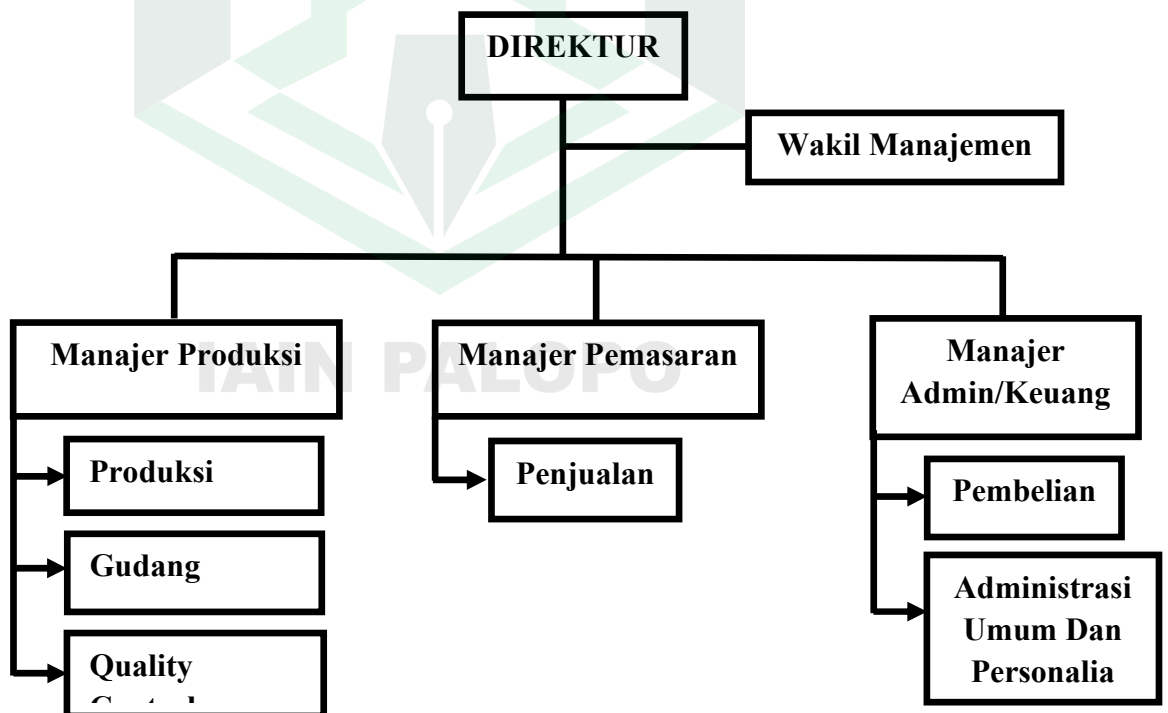 DIREKTUR
Wakil Manajemen
Manajer Produksi
Manajer Pemasaran
Manajer
Admin/Keuang
IAIN PALOPO
Produksi
Penjualan
Pembelian
Gudang
Administrasi
Umum Dan
Personalia
Quality